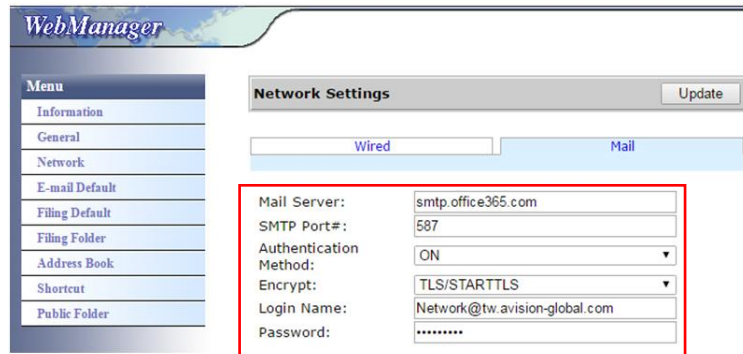 WebManager
Menu
Information
General
Network
E-mail Default
Filing Default
Filing Folder
Address Book
Shortcut
Public Folder
Network Settings
Update
Wired
Mail
Mail Server: smtp.office365.com
SMTP Port#: 587
Authentication
Method: ON
Encrypt: TLS/STARTTLS
Login Name: Network@tw.avision-global.com
Password: •••••••••